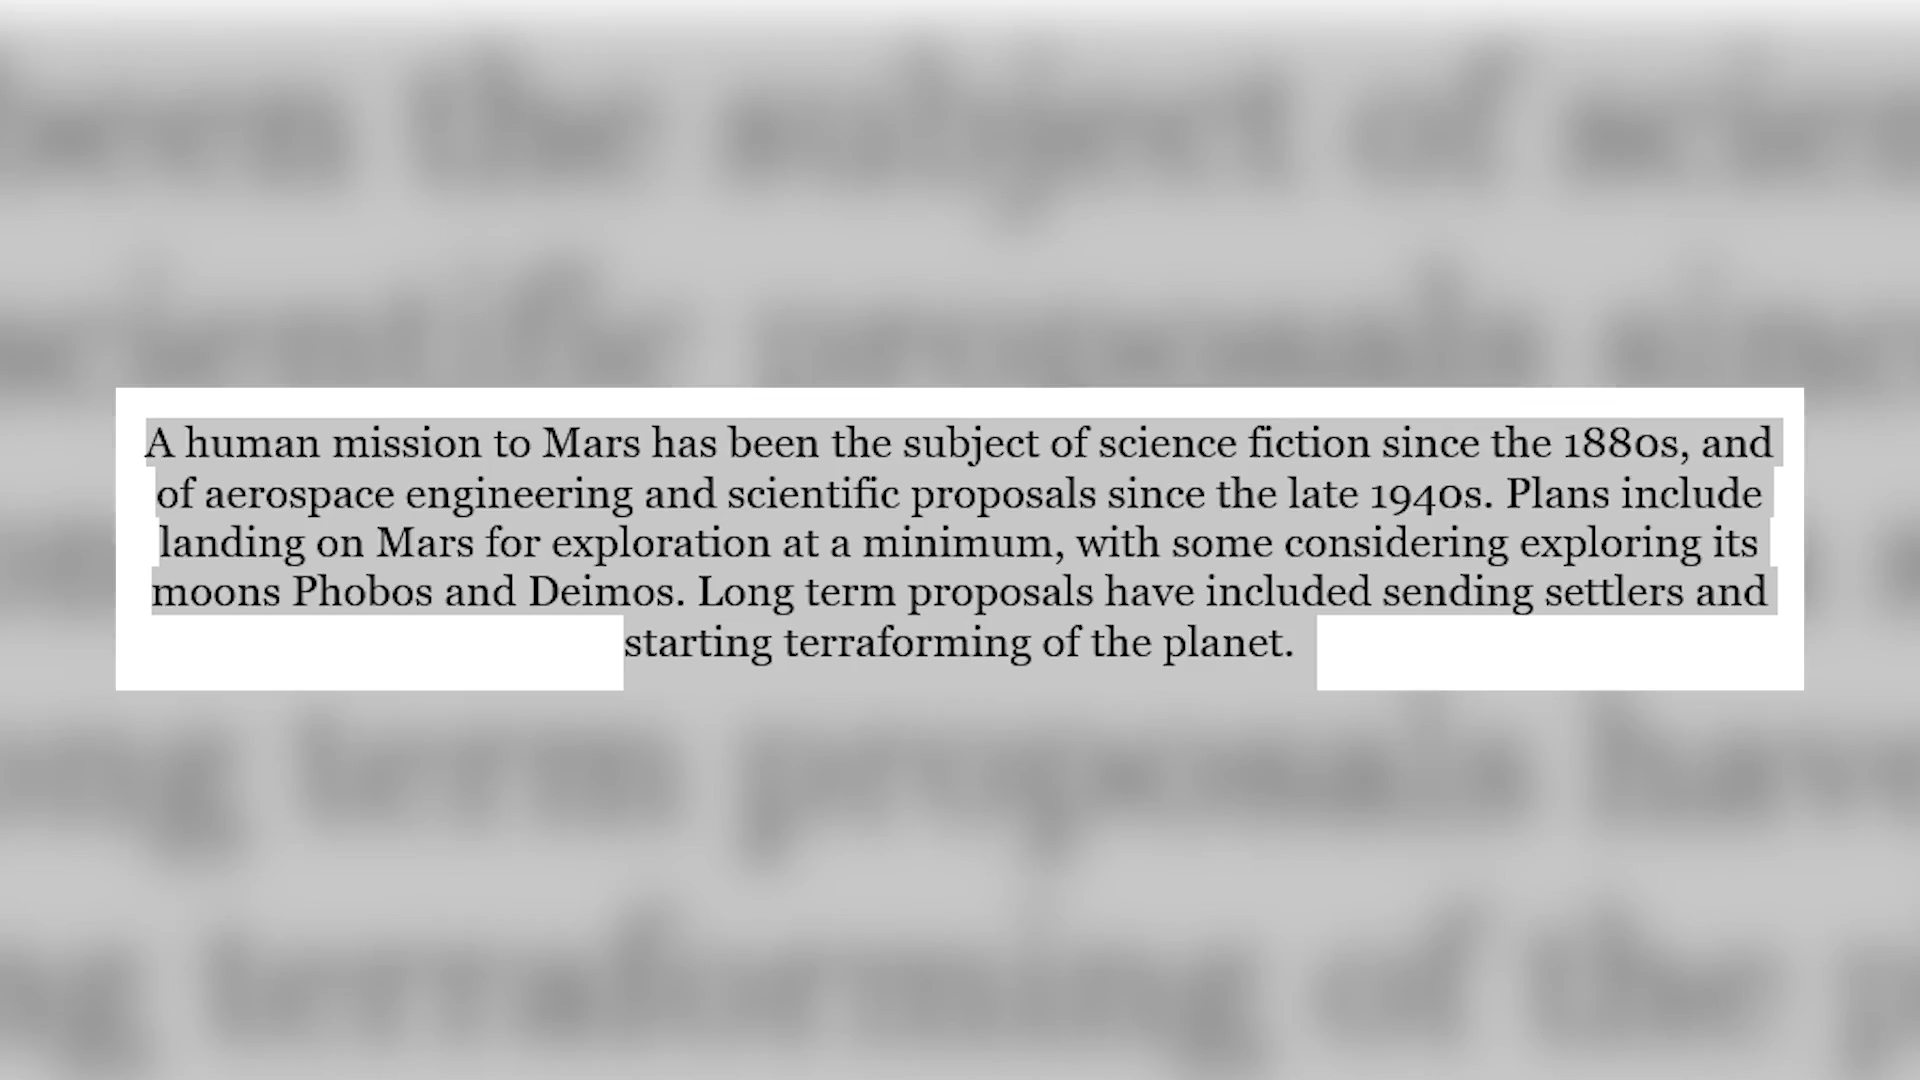 A human mission to Mars has been the subject of science fiction since the 1880s, and
of aerospace engineering and scientific proposals since the late 1940s. Plans include
landing on Mars for exploration at a minimum, with some considering exploring its
moons Phobos and Deimos. Long term proposals have included sending settlers and
starting terraforming of the planet.